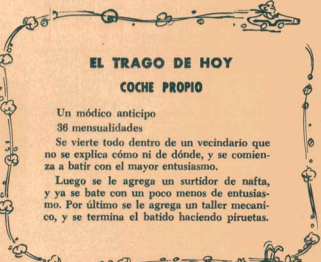 EL TRAGO DE HOY
COCHE PROPIO
Un módico anticipo
36 mensualidades
Se vierte todo dentro de un vecindario que
no se explica cómo ni de dónde, y se comien-
za a batir con el mayor entusiasmo.
Luego se le agrega un surtidor de nafta,
y ya se bate con un poco menos de entusias-
mo. Por último se le agrega un taller mecani-
co, y se termina el batido haciendo piruetas.